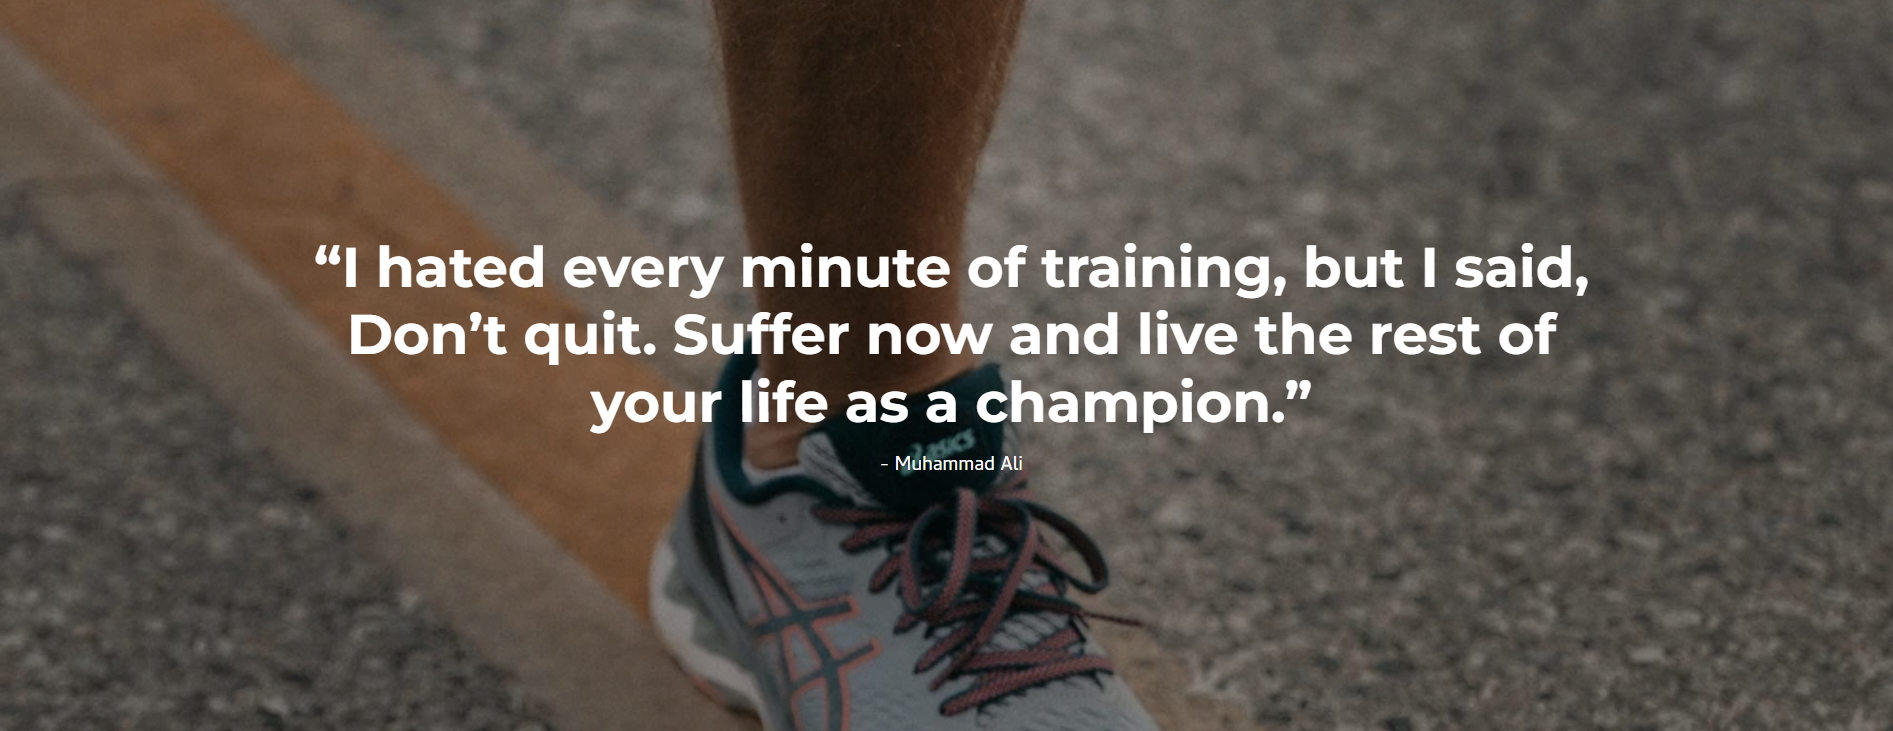 “I hated every minute of training, but I said,
Don’t quit. Suffer now and live the rest of
your life as a champion.”
- Muhammad Ali
asics